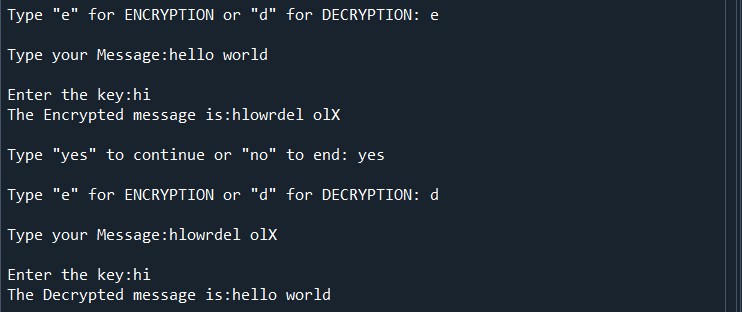 Type "e" for ENCRYPTION or "d" for DECRYPTION: e
Type your Message:hello world
Enter the key:hi
The Encrypted message is:hlowrdel olX
Type "yes" to continue or "no" to end: yes
Type "e" for ENCRYPTION or "d" for DECRYPTION: d
Type your Message:hlowrdel olX
Enter the key:hi
The Decrypted message is:hello world